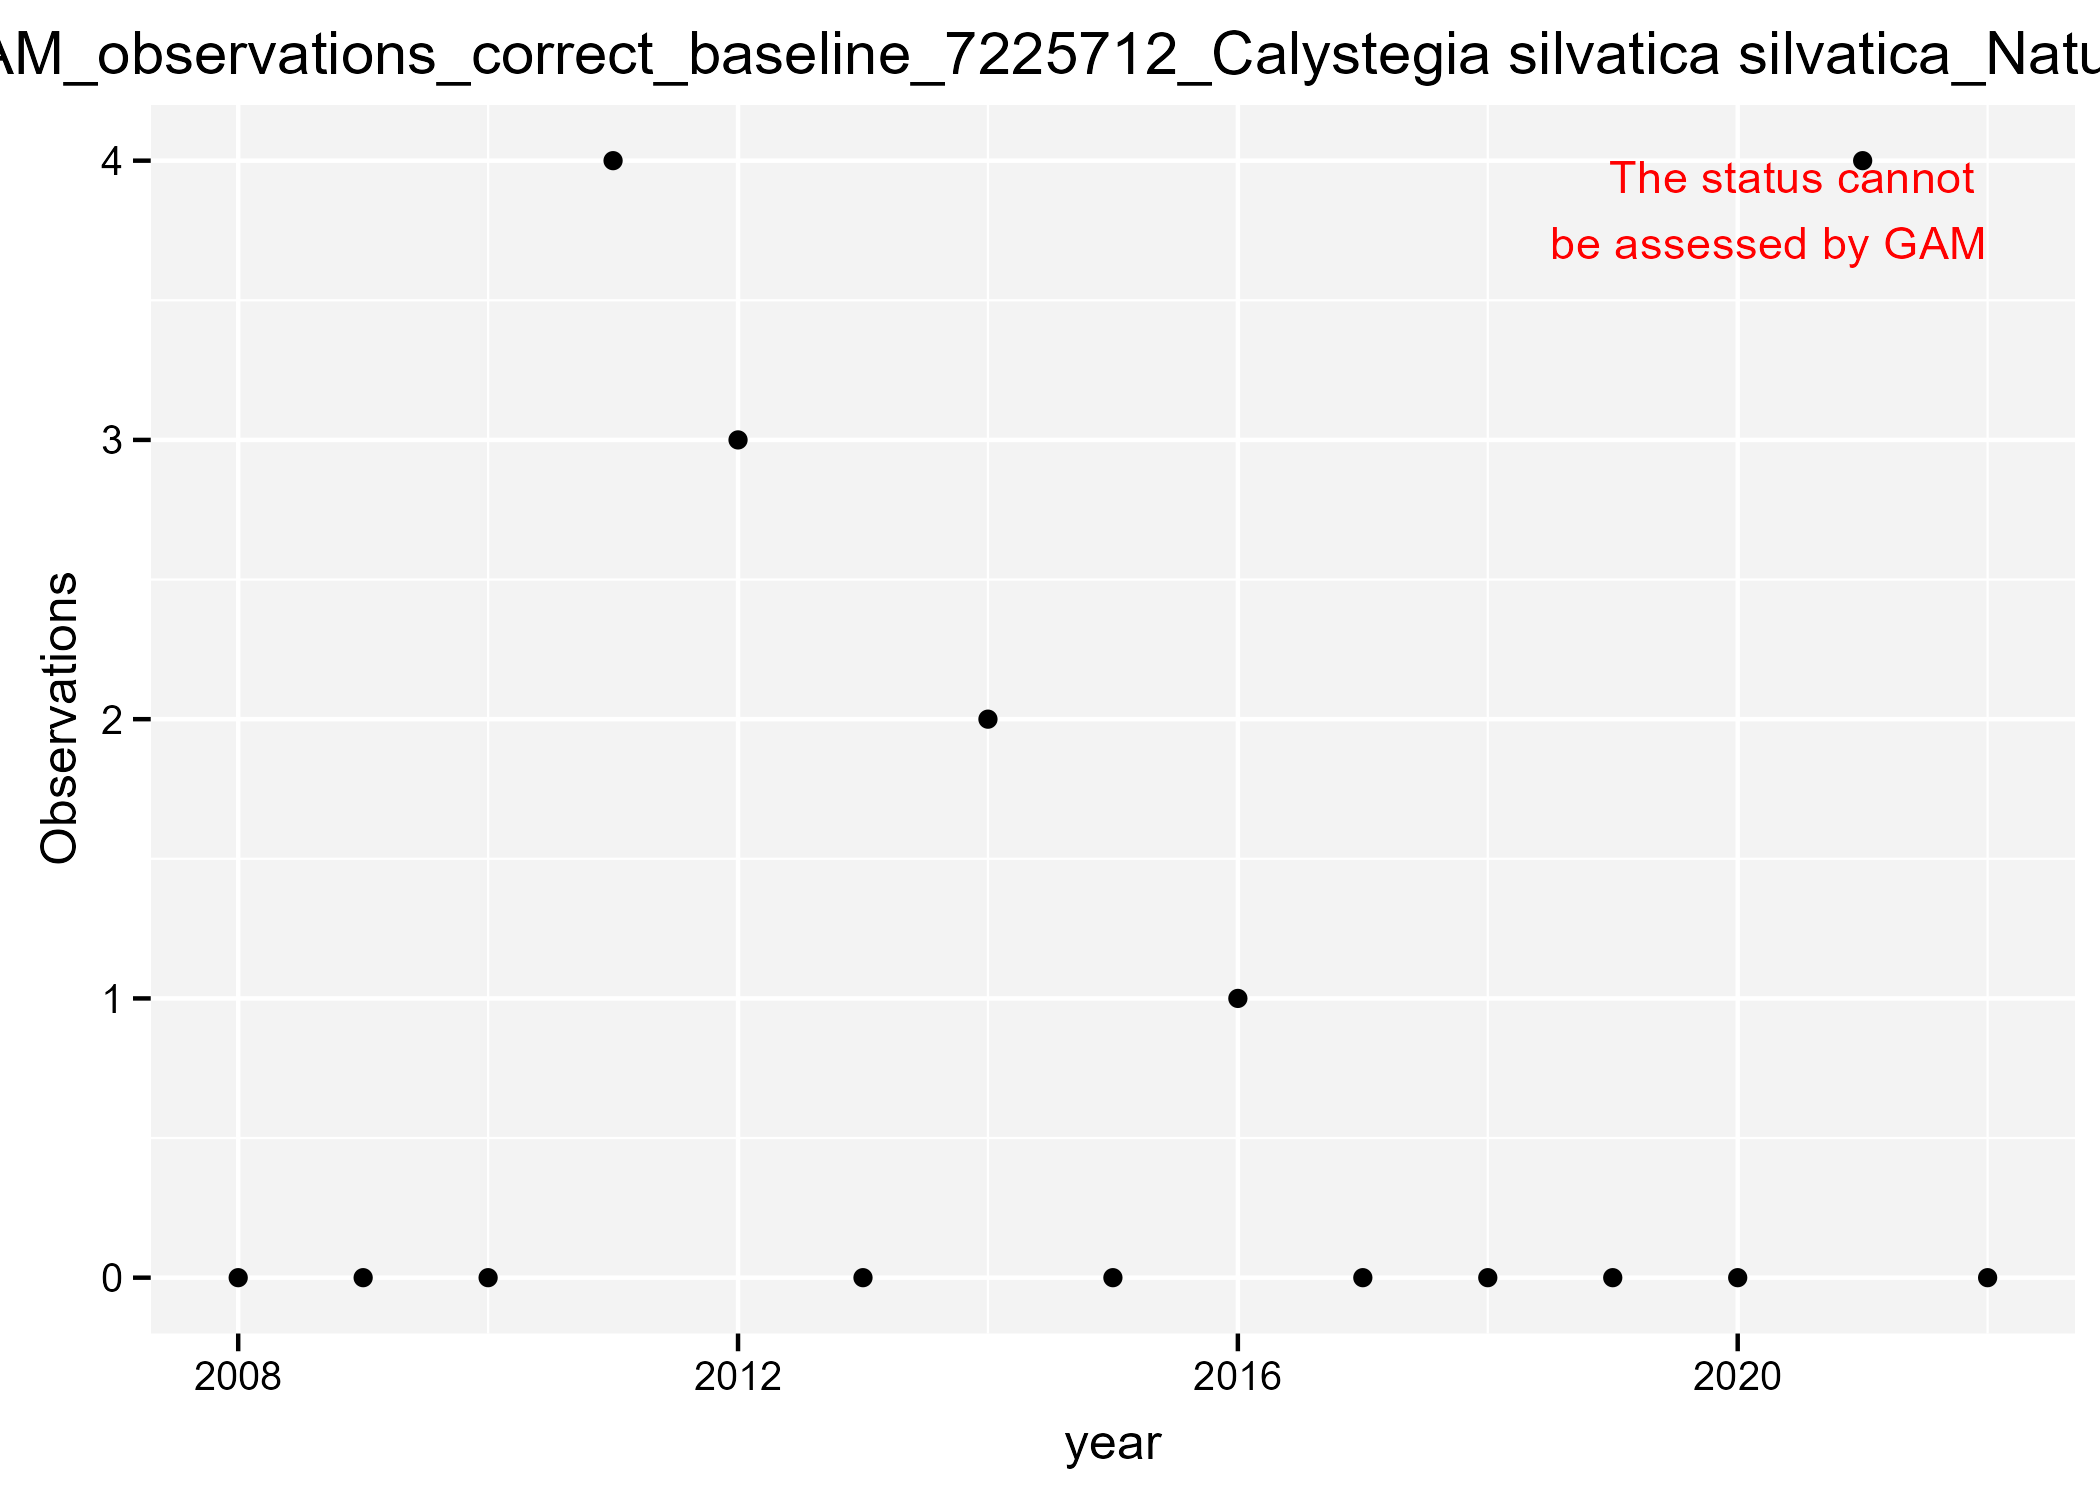 AM_observations_correct_baseline_7225712_Calystegia silvatica silvatica_Natu
4
The status cannot
be assessed by GAM
3
2
1
0
Observations
2008 2012 2016 2020
year